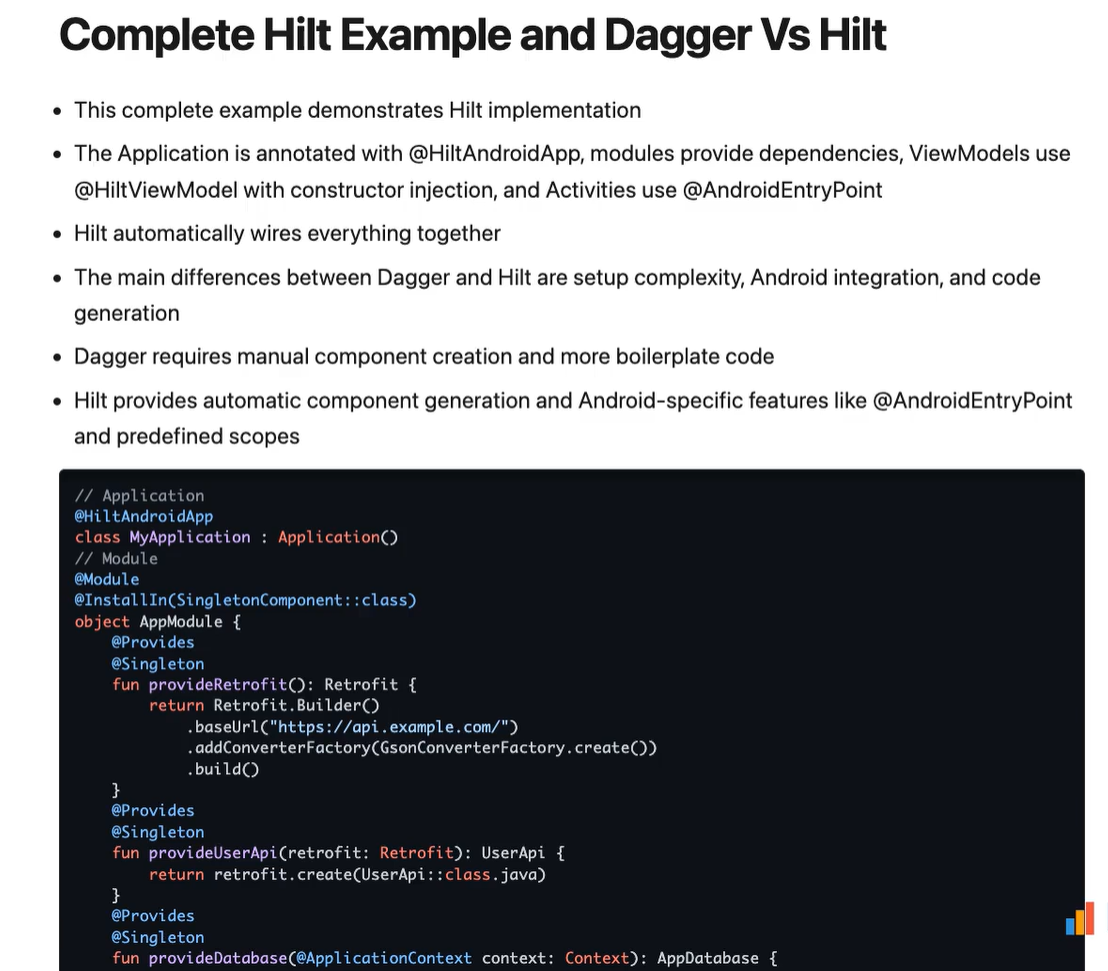 Complete Hilt Example and Dagger Vs Hilt
• This complete example demonstrates Hilt implementation
• The Application is annotated with @HiltAndroidApp, modules provide dependencies, ViewModels use
@HiltViewModel with constructor injection, and Activities use @AndroidEntryPoint
• Hilt automatically wires everything together
• The main differences between Dagger and Hilt are setup complexity, Android integration, and code
generation
• Dagger requires manual component creation and more boilerplate code
• Hilt provides automatic component generation and Android-specific features like @AndroidEntryPoint
and predefined scopes
// Application
@HiltAndroidApp
class MyApplication : Application()
// Module
@Module
@InstallIn(SingletonComponent::class)
object AppModule {
    @Provides
    @Singleton
    fun provideRetrofit(): Retrofit {
        return Retrofit.Builder()
            .baseUrl("https://api.example.com/")
            .addConverterFactory(GsonConverterFactory.create())
            .build()
    }
    @Provides
    @Singleton
    fun provideUserApi(retrofit: Retrofit): UserApi {
        return retrofit.create(UserApi::class.java)
    }
    @Provides
    @Singleton
    fun provideDatabase(@ApplicationContext context: Context): AppDatabase {